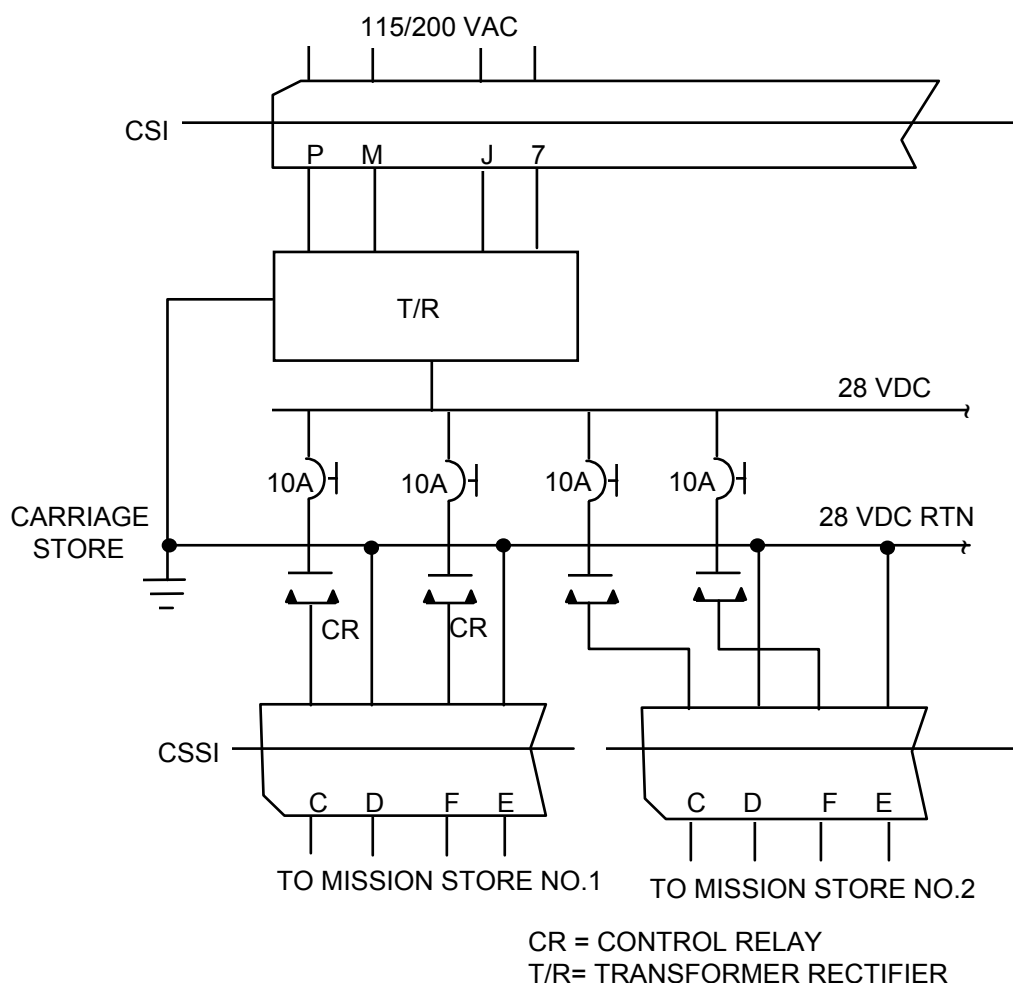 115/200 VAC
CSI
P M J 7
T/R
28 VDC
10A 10A 10A 10A
CARRIAGE
STORE
28 VDC RTN
CR CR
CSSI
C D F E C D F E
TO MISSION STORE NO.1
TO MISSION STORE NO.2
CR = CONTROL RELAY
T/R= TRANSFORMER RECTIFIER